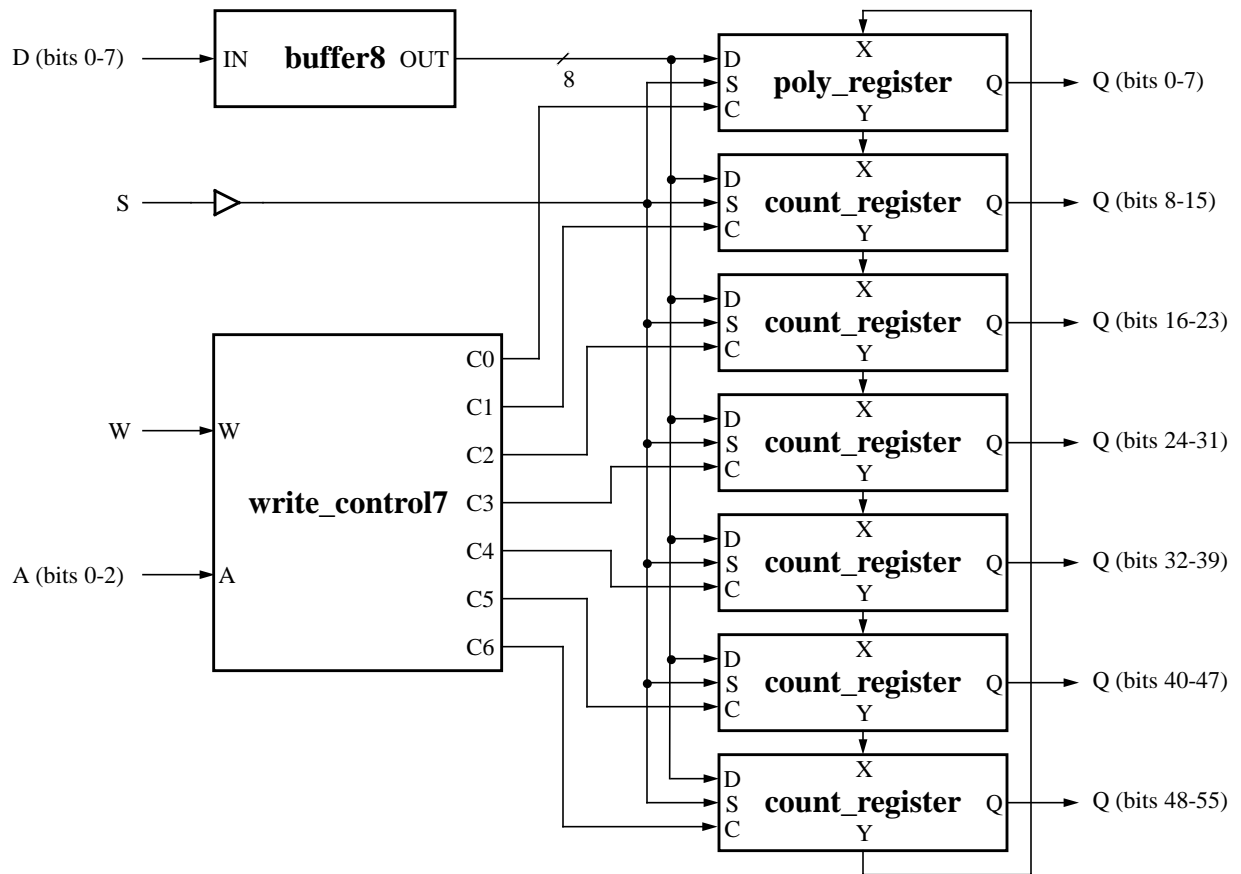 D (bits 0-7)
IN buffer8 OUT
8
S
W
A (bits 0-2)
W
A
write_control7
C0
C1
C2
C3
C4
C5
C6
X
D
S poly_register Q
C
Y
Q (bits 0-7)
X
D
S count_register Q
C
Y
Q (bits 8-15)
X
D
S count_register Q
C
Y
Q (bits 16-23)
X
D
S count_register Q
C
Y
Q (bits 24-31)
X
D
S count_register Q
C
Y
Q (bits 32-39)
X
D
S count_register Q
C
Y
Q (bits 40-47)
X
D
S count_register Q
C
Y
Q (bits 48-55)